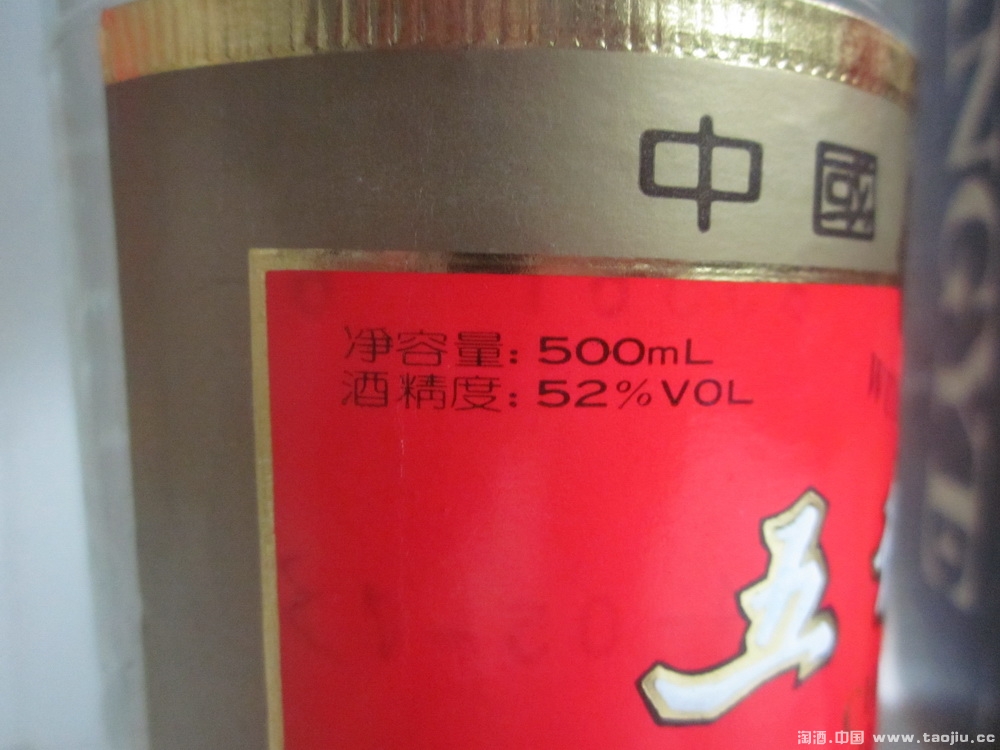 中國
净容量：500mL
酒精度：52%VOL
五
NGYE
淘酒.中国 www.taojiu.cc